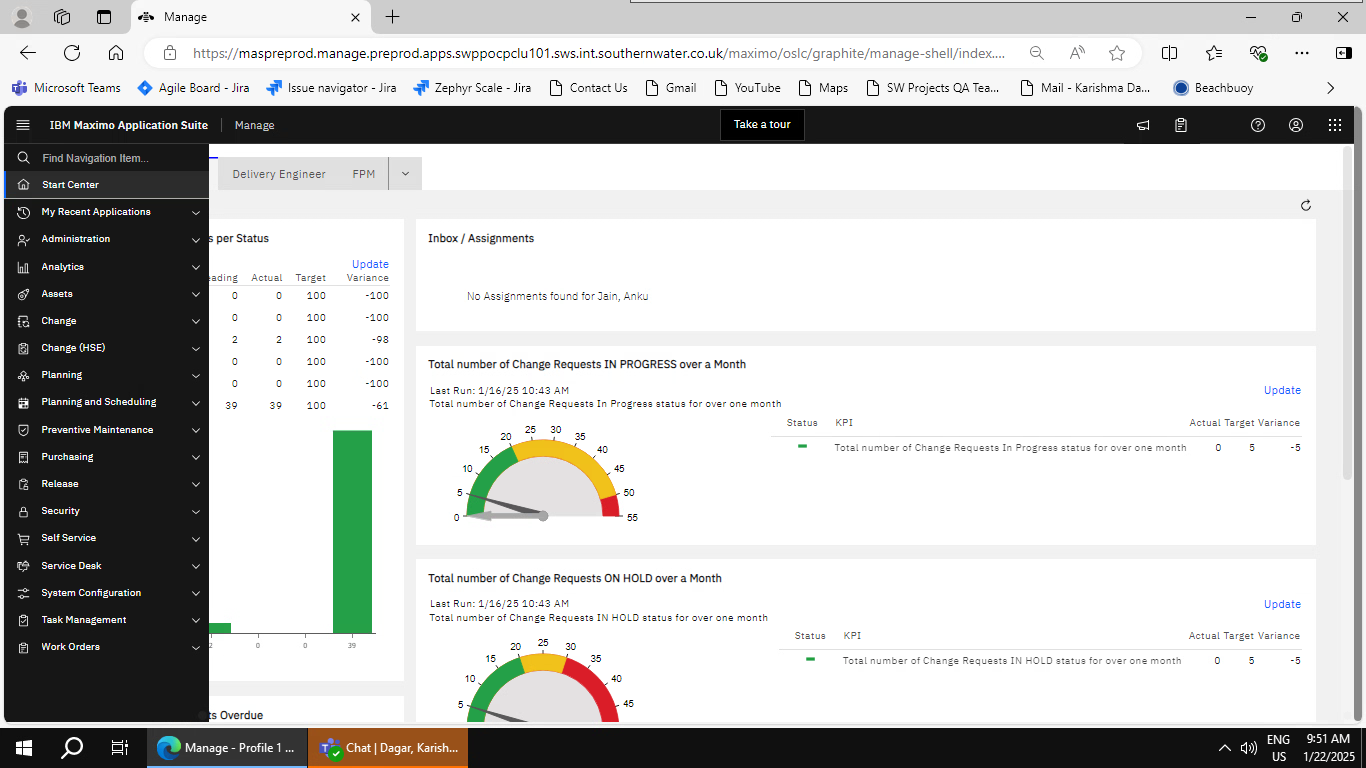 Manage
https://maspreprod.manage.preprod.apps.swppocpclu101.sws.int.southernwater.co.uk/maximo/oslc/graphite/manage-shell/index....
Microsoft Teams
Agile Board - Jira
Issue navigator - Jira
Zephyr Scale - Jira
Contact Us
Gmail
YouTube
Maps
SW Projects QA Tea...
Mail - Karishma Da...
Beachbuoy
IBM Maximo Application Suite
Manage
Take a tour
Find Navigation Item...
Start Center
My Recent Applications
Administration
Analytics
Assets
Change
Change (HSE)
Planning
Planning and Scheduling
Preventive Maintenance
Purchasing
Release
Security
Self Service
Service Desk
System Configuration
Task Management
Work Orders
Delivery Engineer
FPM
s per Status
Update
ading Actual Target Variance
0 0 100 -100
0 0 100 -100
2 2 100 -98
0 0 100 -100
0 0 100 -100
39 39 100 -61
2 0 0 39
ts Overdue
Inbox / Assignments
No Assignments found for Jain, Anku
Total number of Change Requests IN PROGRESS over a Month
Last Run: 1/16/25 10:43 AM
Update
Total number of Change Requests In Progress status for over one month
0 5 10 15 20 25 30 35 40 45 50 55
Status KPI Actual Target Variance
Total number of Change Requests In Progress status for over one month 0 5 -5
Total number of Change Requests ON HOLD over a Month
Last Run: 1/16/25 10:43 AM
Update
Total number of Change Requests IN HOLD status for over one month
5 10 15 20 25 30 35 40 45
Status KPI Actual Target Variance
Total number of Change Requests IN HOLD status for over one month 0 5 -5
Manage - Profile 1 ...
Chat | Dagar, Karish...
ENG
US
9:51 AM
1/22/2025